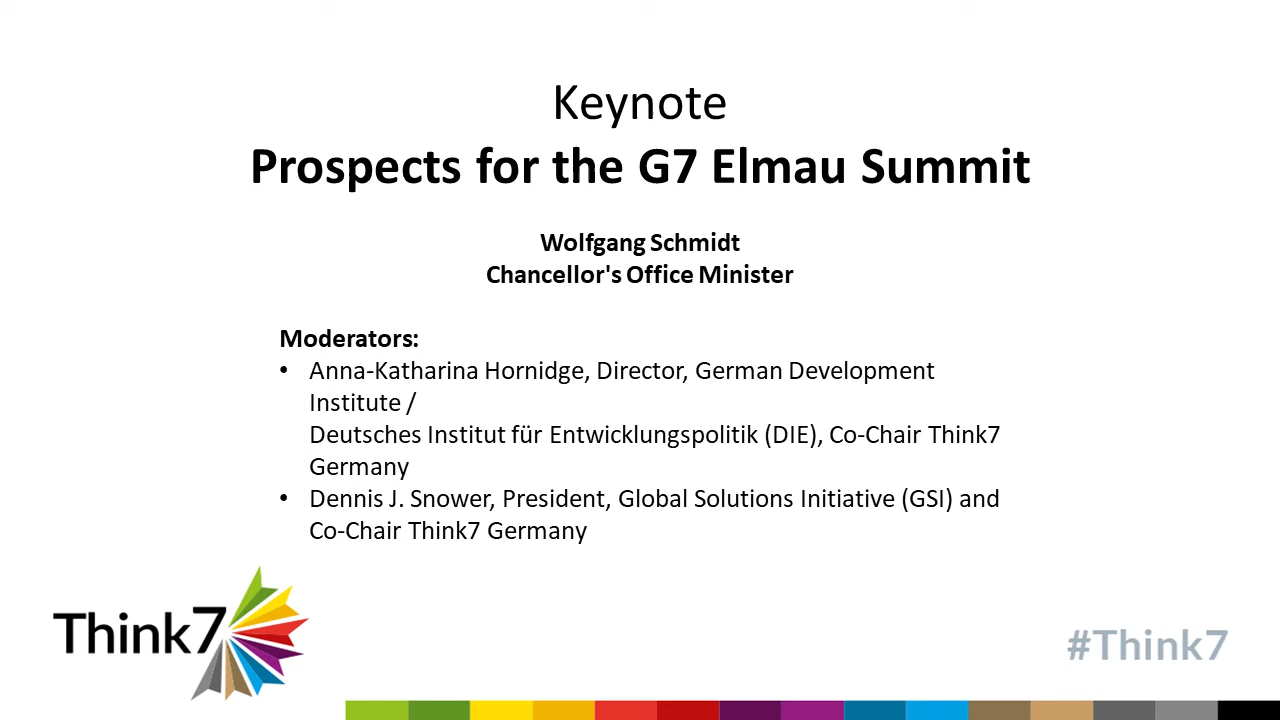 Keynote
Prospects for the G7 Elmau Summit
Wolfgang Schmidt
Chancellor's Office Minister
Moderators:
• Anna-Katharina Hornidge, Director, German Development
Institute /
Deutsches Institut für Entwicklungspolitik (DIE), Co-Chair Think7
Germany
• Dennis J. Snower, President, Global Solutions Initiative (GSI) and
Co-Chair Think7 Germany
Think7
#Think7